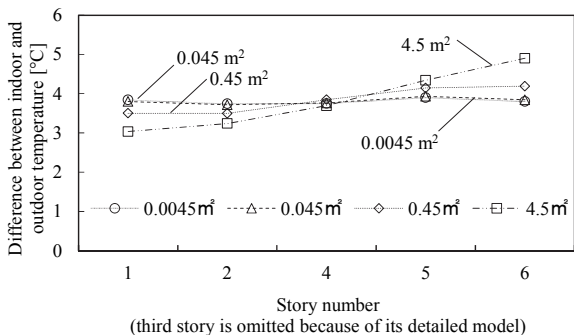 Difference between indoor and
outdoor temperature [℃]
6
5
4
3
2
1
0
0.045 m²
0.45 m²
4.5 m²
0.0045 m²
0.0045㎡ 0.045㎡ 0.45㎡ 4.5㎡
1 2 4 5 6
Story number
(third story is omitted because of its detailed model)